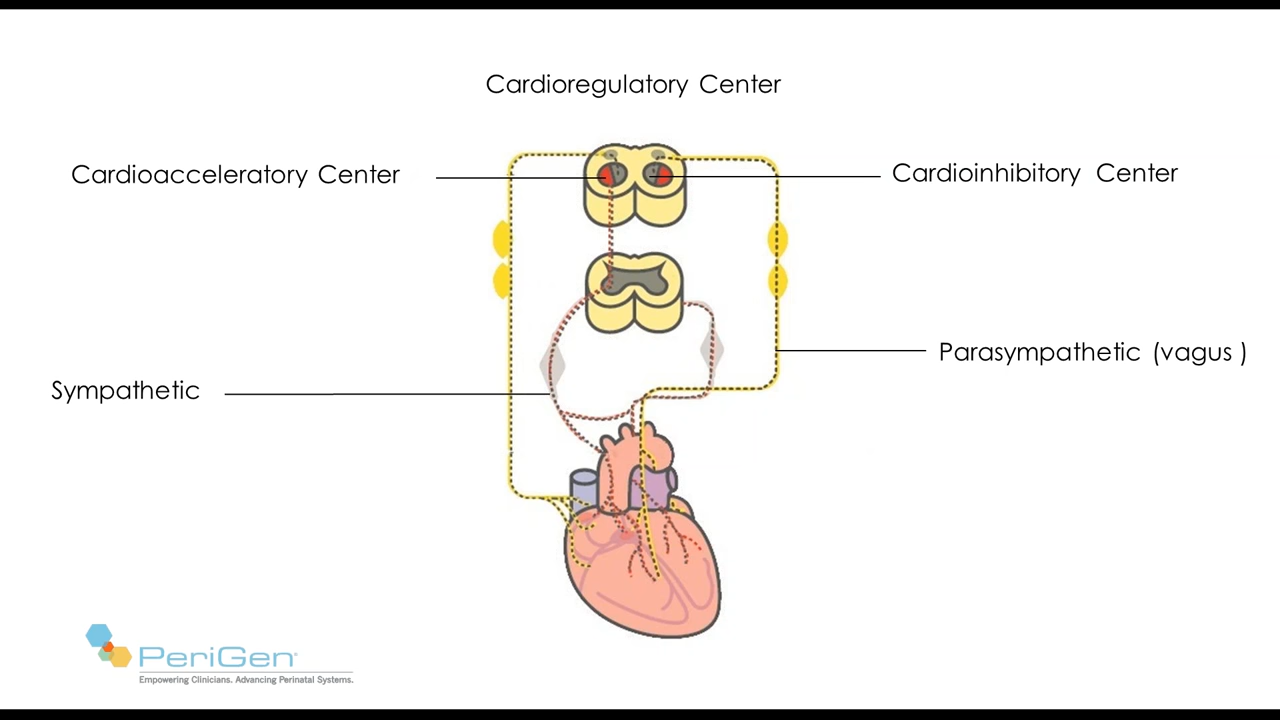 Cardioregulatory Center
Cardioacceleratory Center
Cardioinhibitory Center
Parasympathetic (vagus )
Sympathetic
PeriGen
Empowering Clinicians. Advancing Perinatal Systems.